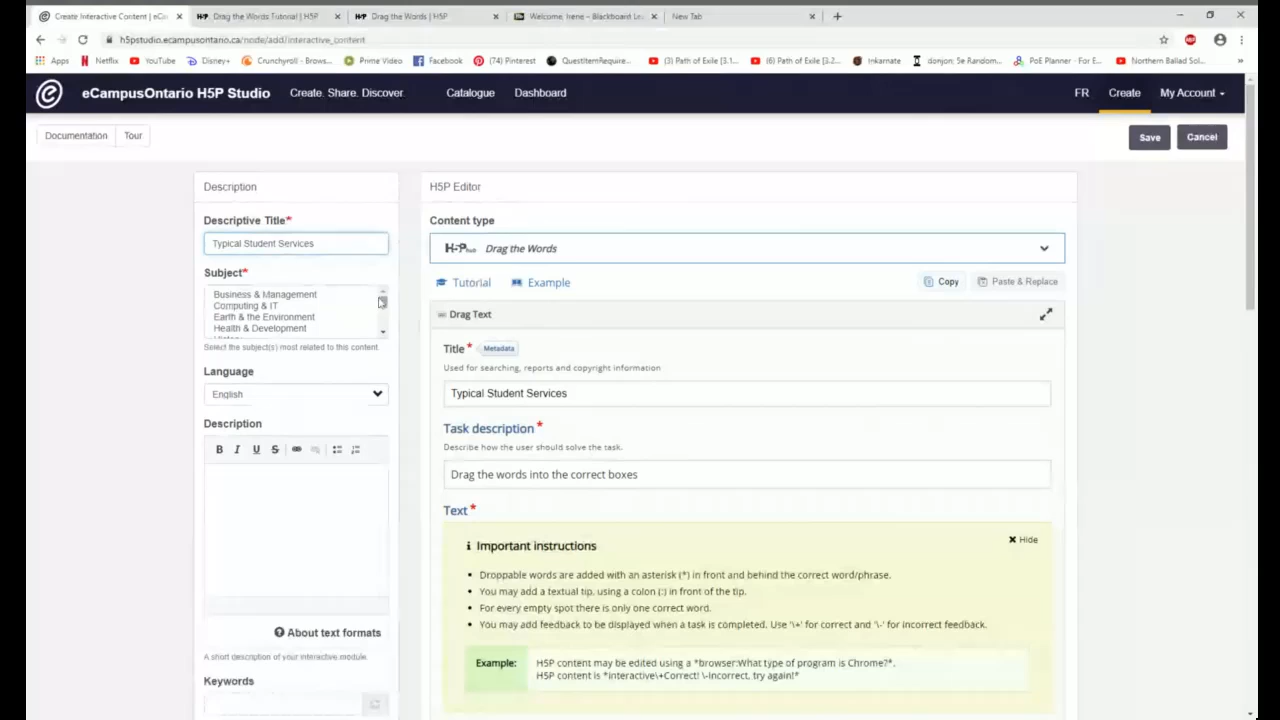 Create Interactive Content | eCa
Drag the Words Tutorial | H5P
Drag the Words | H5P
Welcome, Irene – Blackboard Le
New Tab
h5pstudio.ecampusontario.ca/node/add/interactive_content
Apps
Netflix
YouTube
Disney+
Crunchyroll - Brows...
Prime Video
Facebook
(74) Pinterest
QuestItemRequire...
(3) Path of Exile [3.1...
(6) Path of Exile [3.2...
Inkarnate
donjon; 5e Random...
PoE Planner - For E...
Northern Ballad Sol...
eCampusOntario H5P Studio
Create. Share. Discover.
Catalogue
Dashboard
FR
Create
My Account
Documentation
Tour
Save
Cancel
Description
Descriptive Title*
Typical Student Services
Subject*
Business & Management
Computing & IT
Earth & the Environment
Health & Development
Select the subject(s) most related to this content.
Language
English
Description
B I U S
About text formats
A short description of your interactive module.
Keywords
H5P Editor
Content type
H5P hub Drag the Words
Tutorial
Example
Copy
Paste & Replace
Drag Text
Title * Metadata
Used for searching, reports and copyright information
Typical Student Services
Task description *
Describe how the user should solve the task.
Drag the words into the correct boxes
Text *
Important instructions
Hide
Droppable words are added with an asterisk (*) in front and behind the correct word/phrase.
You may add a textual tip, using a colon (:) in front of the tip.
For every empty spot there is only one correct word.
You may add feedback to be displayed when a task is completed. Use '\+' for correct and '\-' for incorrect feedback.
Example:
H5P content may be edited using a *browser:What type of program is Chrome?*.
H5P content is *interactive\+Correct! \-Incorrect, try again!*